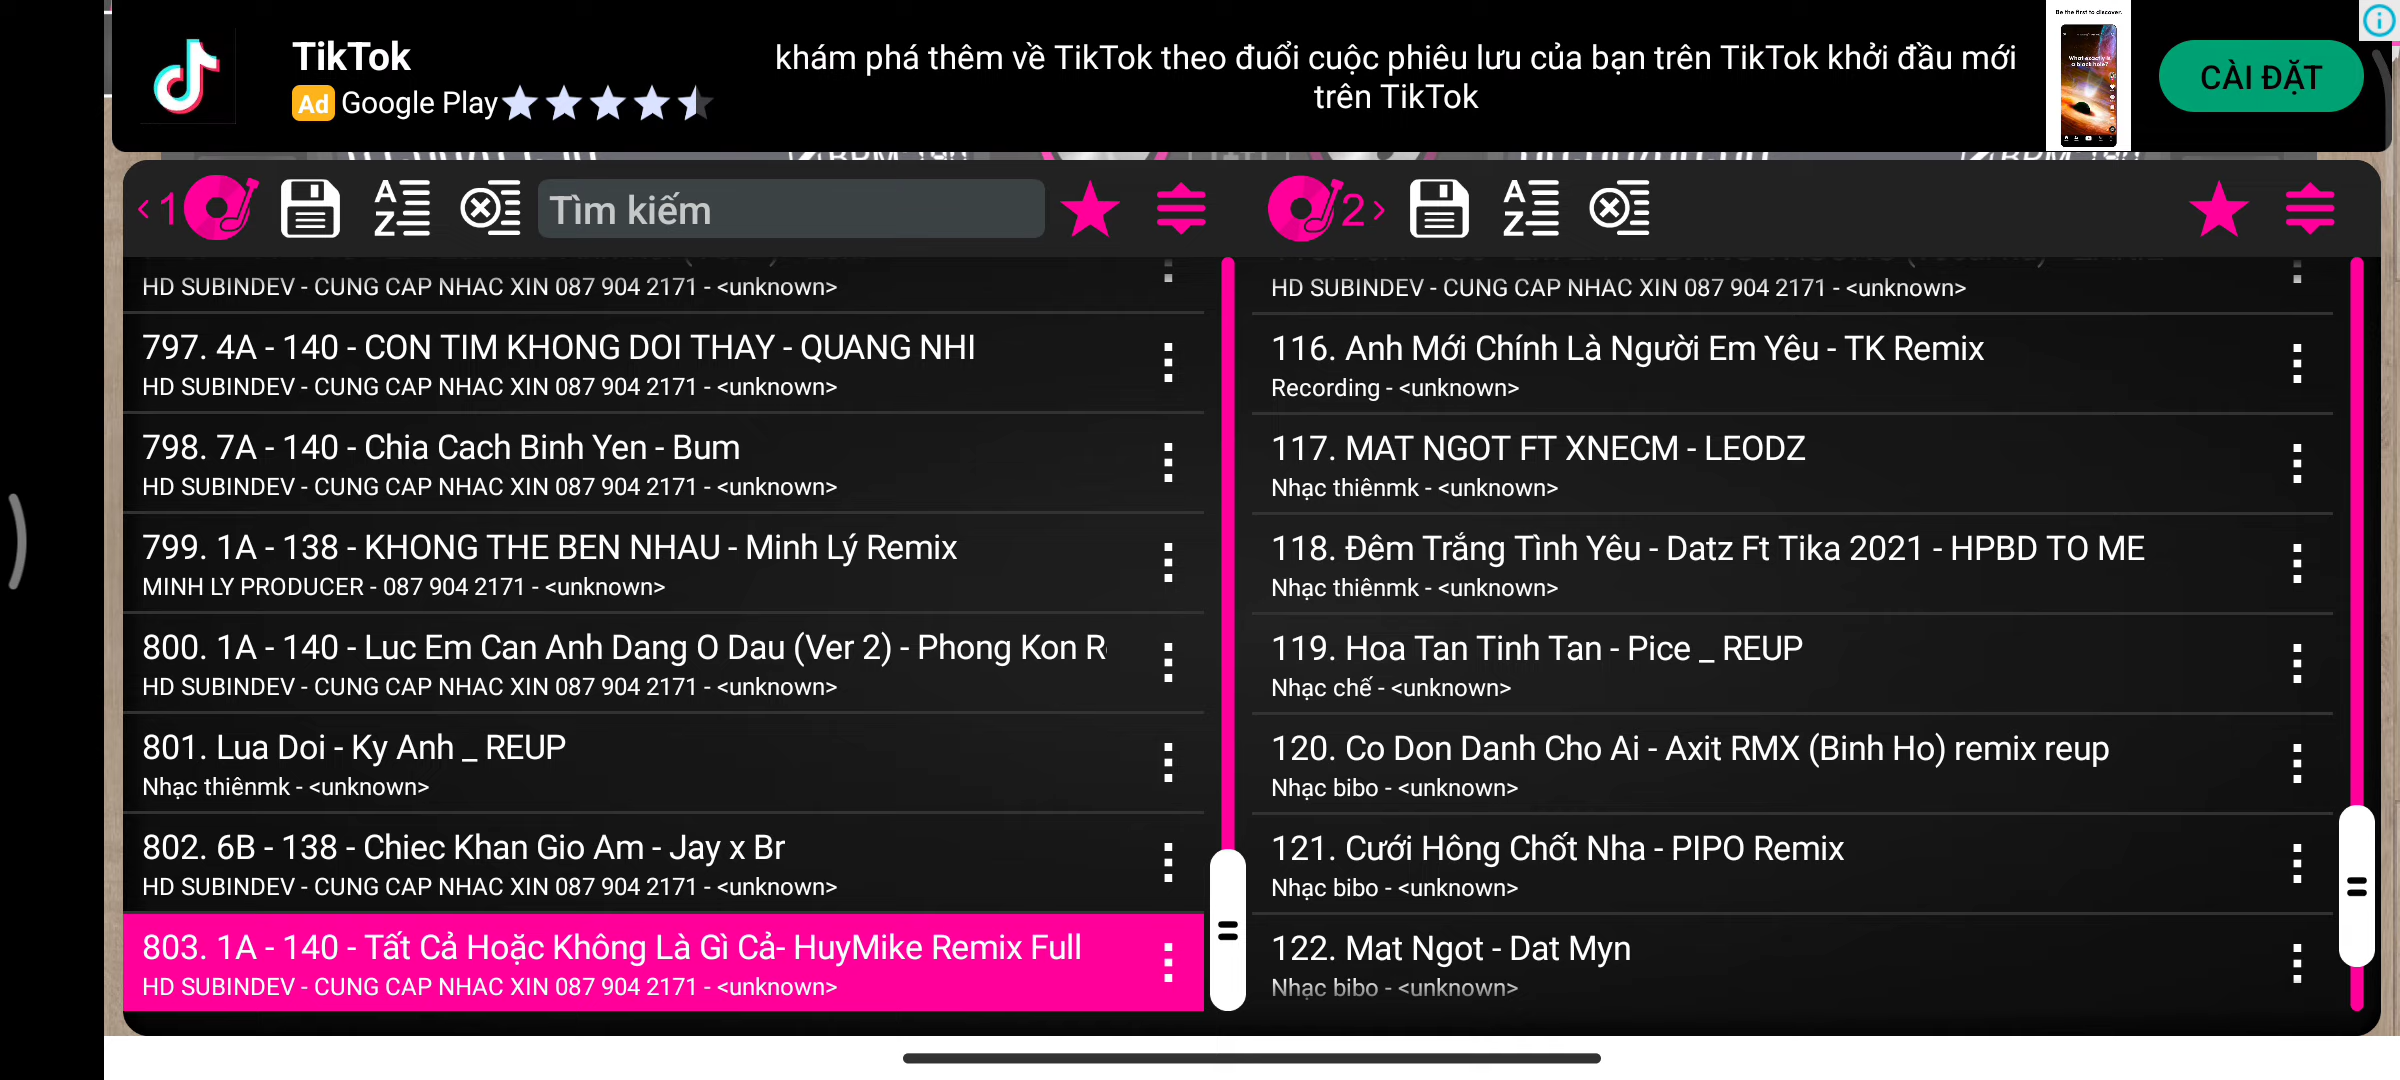 Be the first to discover.
TikTok
Ad Google Play
khám phá thêm về TikTok theo đuổi cuộc phiêu lưu của bạn trên TikTok khởi đầu mới
trên TikTok
CÀI ĐẶT
1
Tìm kiếm
2
HD SUBINDEV - CUNG CAP NHAC XIN 087 904 2171 - <unknown>
797. 4A - 140 - CON TIM KHONG DOI THAY - QUANG NHI
HD SUBINDEV - CUNG CAP NHAC XIN 087 904 2171 - <unknown>
798. 7A - 140 - Chia Cach Binh Yen - Bum
HD SUBINDEV - CUNG CAP NHAC XIN 087 904 2171 - <unknown>
799. 1A - 138 - KHONG THE BEN NHAU - Minh Lý Remix
MINH LY PRODUCER - 087 904 2171 - <unknown>
800. 1A - 140 - Luc Em Can Anh Dang O Dau (Ver 2) - Phong Kon
HD SUBINDEV - CUNG CAP NHAC XIN 087 904 2171 - <unknown>
801. Lua Doi - Ky Anh _ REUP
Nhạc thiênmk - <unknown>
802. 6B - 138 - Chiec Khan Gio Am - Jay x Br
HD SUBINDEV - CUNG CAP NHAC XIN 087 904 2171 - <unknown>
803. 1A - 140 - Tất Cả Hoặc Không Là Gì Cả- HuyMike Remix Full
HD SUBINDEV - CUNG CAP NHAC XIN 087 904 2171 - <unknown>
HD SUBINDEV - CUNG CAP NHAC XIN 087 904 2171 - <unknown>
116. Anh Mới Chính Là Người Em Yêu - TK Remix
Recording - <unknown>
117. MAT NGOT FT XNECM - LEODZ
Nhạc thiênmk - <unknown>
118. Đêm Trắng Tình Yêu - Datz Ft Tika 2021 - HPBD TO ME
Nhạc thiênmk - <unknown>
119. Hoa Tan Tinh Tan - Pice _ REUP
Nhạc chế - <unknown>
120. Co Don Danh Cho Ai - Axit RMX (Binh Ho) remix reup
Nhạc bibo - <unknown>
121. Cưới Hông Chốt Nha - PIPO Remix
Nhạc bibo - <unknown>
122. Mat Ngot - Dat Myn
Nhạc bibo - <unknown>